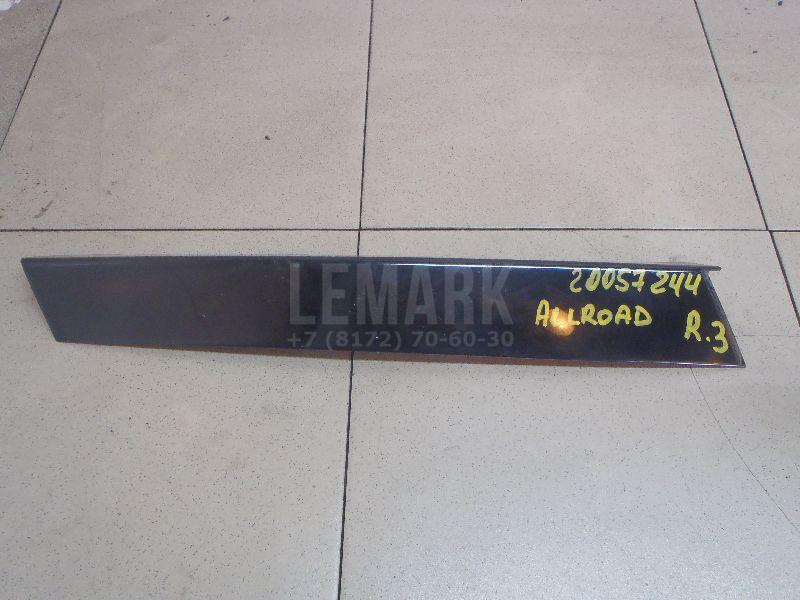 20057244
ALLROAD R.3
LEMARK
+7 (8172) 70-60-30